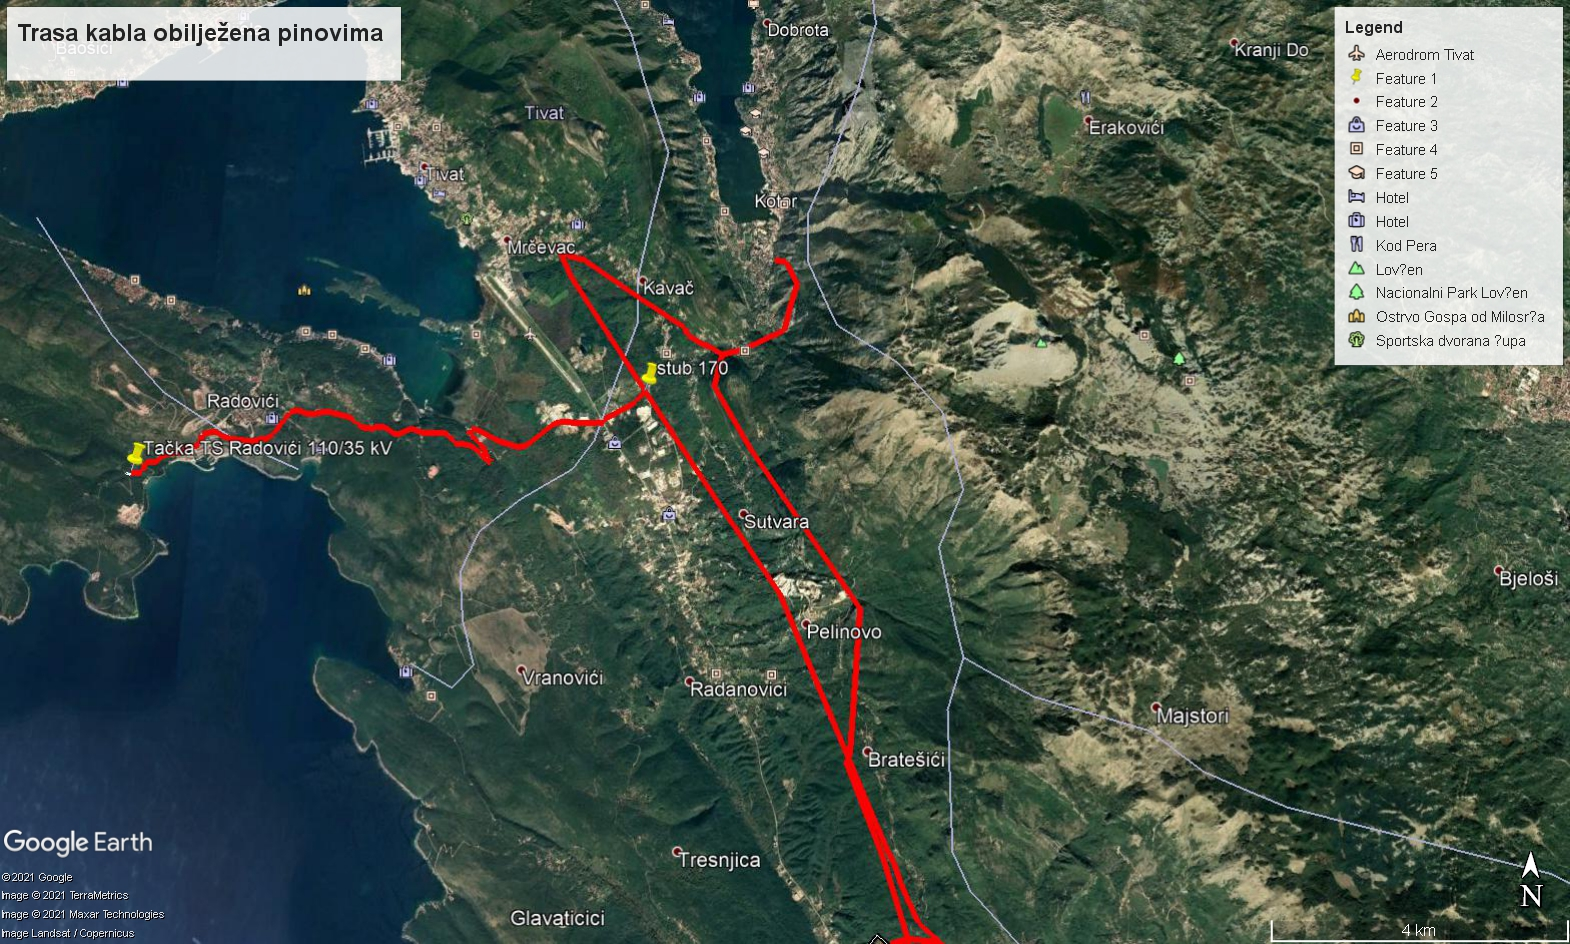 Trasa kabla obilježena pinovima
Baošići
Dobrota
Kranji Do
Legend
Aerodrom Tivat
Feature 1
Feature 2
Feature 3
Feature 4
Feature 5
Hotel
Hotel
Kod Pera
Lov?en
Nacionalni Park Lov?en
Ostrvo Gospa od Milosr?a
Sportska dvorana ?upa
Tivat
Erakovići
Tivat
Kotor
Mrčevac
Kavač
stub 170
Radovići
Tačka TS Radovići 110/35 kV
Sutvara
Bjeloši
Pelinovo
Vranovići
Radanovici
Majstori
Bratešići
Google Earth
Tresnjica
©2021 Google
Image © 2021 TerraMetrics
Image © 2021 Maxar Technologies
Image Landsat / Copernicus
Glavaticici
N
4 km